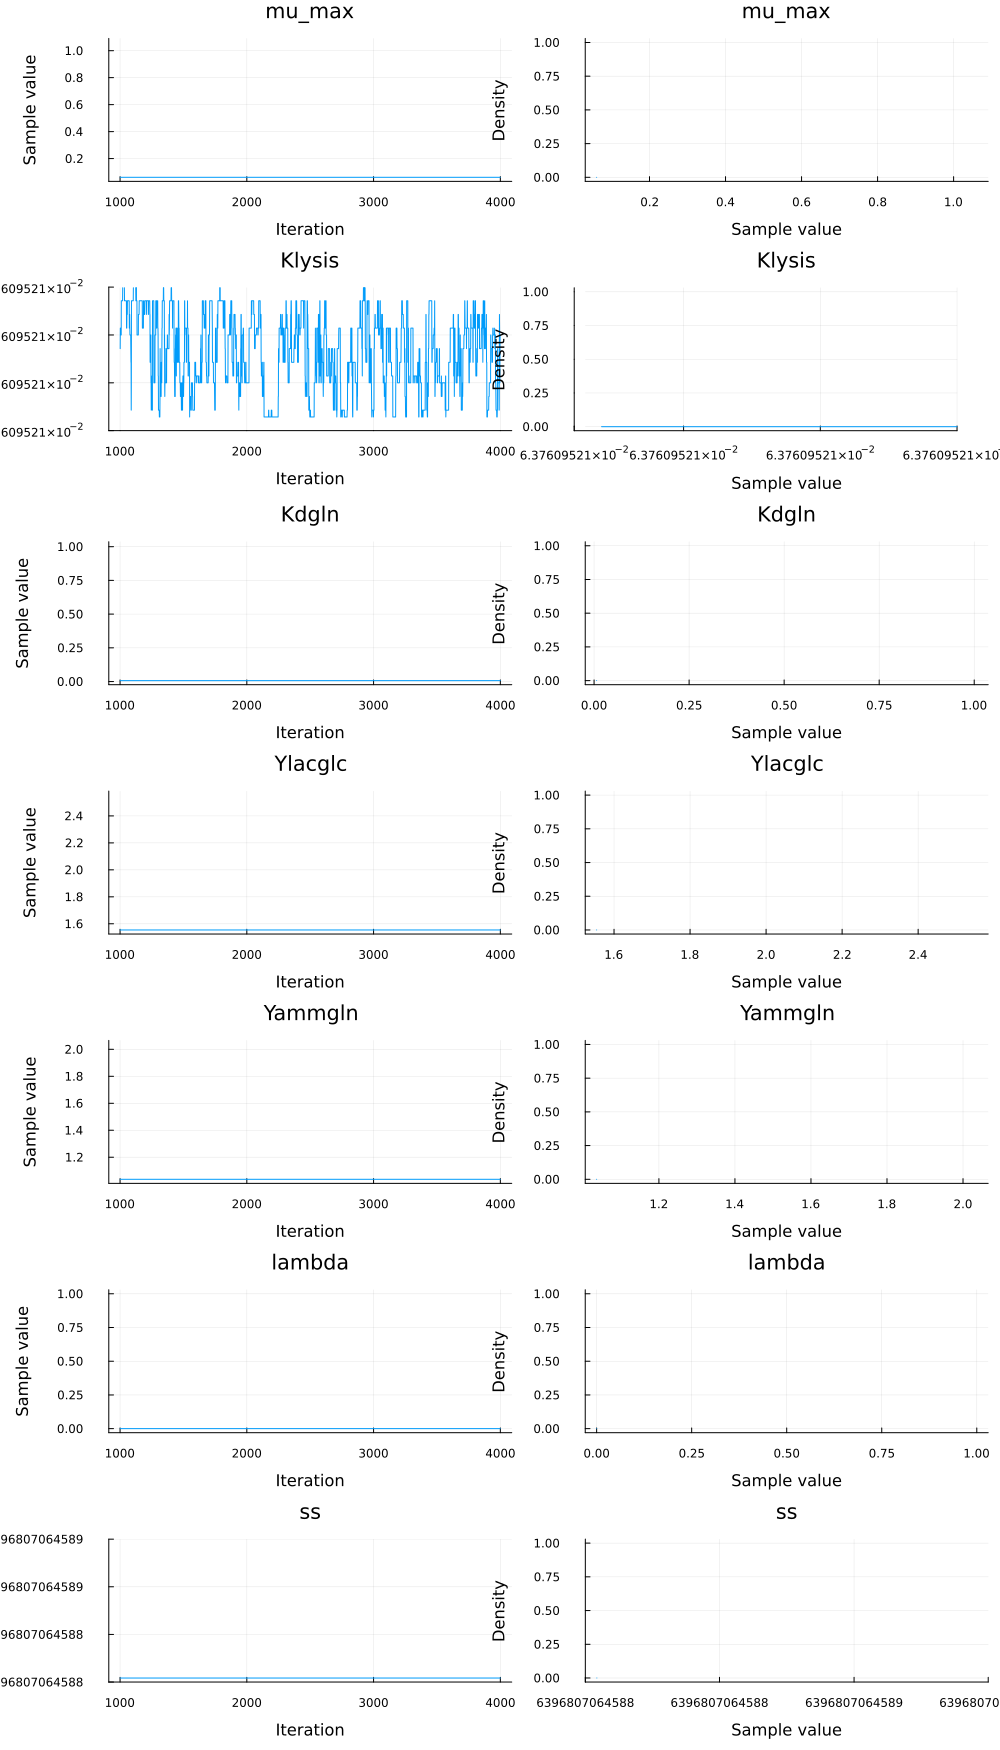 mu_max mu_max
Sample value
1.0
0.8
0.6
0.4
0.2
1000 2000 3000 4000
Iteration
Density
1.00
0.75
0.50
0.25
0.00
0.2 0.4 0.6 0.8 1.0
Sample value
Klysis Klysis
609521×10⁻²
609521×10⁻²
609521×10⁻²
609521×10⁻²
1000 2000 3000 4000
Iteration
Density
1.00
0.75
0.50
0.25
0.00
6.37609521×10⁻² 6.37609521×10⁻² 6.37609521×10⁻² 6.37609521×10
Sample value
Kdgln Kdgln
Sample value
1.00
0.75
0.50
0.25
0.00
1000 2000 3000 4000
Iteration
Density
1.00
0.75
0.50
0.25
0.00
0.00 0.25 0.50 0.75 1.00
Sample value
Ylacglc Ylacglc
Sample value
2.4
2.2
2.0
1.8
1.6
1000 2000 3000 4000
Iteration
Density
1.00
0.75
0.50
0.25
0.00
1.6 1.8 2.0 2.2 2.4
Sample value
Yammgln Yammgln
Sample value
2.0
1.8
1.6
1.4
1.2
1000 2000 3000 4000
Iteration
Density
1.00
0.75
0.50
0.25
0.00
1.2 1.4 1.6 1.8 2.0
Sample value
lambda lambda
Sample value
1.00
0.75
0.50
0.25
0.00
1000 2000 3000 4000
Iteration
Density
1.00
0.75
0.50
0.25
0.00
0.00 0.25 0.50 0.75 1.00
Sample value
ss ss
96807064589
96807064589
96807064588
96807064588
1000 2000 3000 4000
Iteration
Density
1.00
0.75
0.50
0.25
0.00
6396807064588 6396807064588 6396807064589 63968070
Sample value